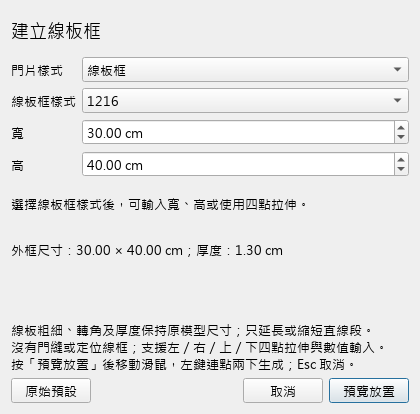 建立線板框
門片樣式 線板框
線板框樣式 1216
寬 30.00 cm
高 40.00 cm
選擇線板框樣式後，可輸入寬、高或使用四點拉伸。
外框尺寸：30.00 × 40.00 cm；厚度：1.30 cm
線板粗細、轉角及厚度保持原模型尺寸；只延長或縮短直線段。
沒有門縫或定位線框；支援左／右／上／下四點拉伸與數值輸入。
按「預覽放置」後移動滑鼠，左鍵連點兩下生成；Esc 取消。
原始預設 取消 預覽放置